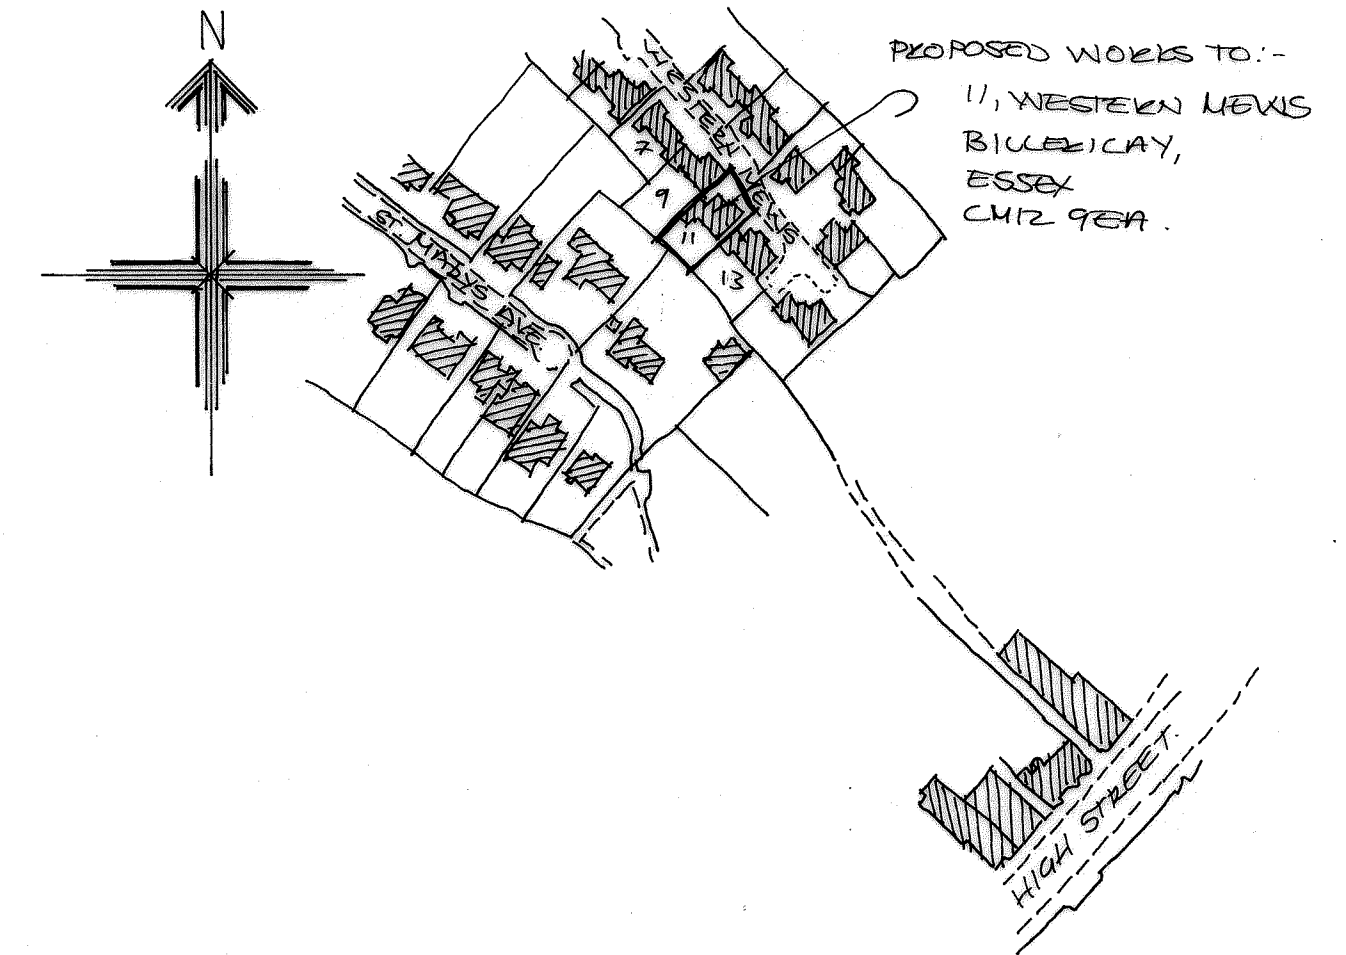 N
PROPOSED WORKS TO:-
11, WESTERN MEWS
BILLERICAY,
ESSEX
CM12 9EA.
WESTERN MEWS
7
9
11
13
ST. MARYS AVE.
HIGH STREET.